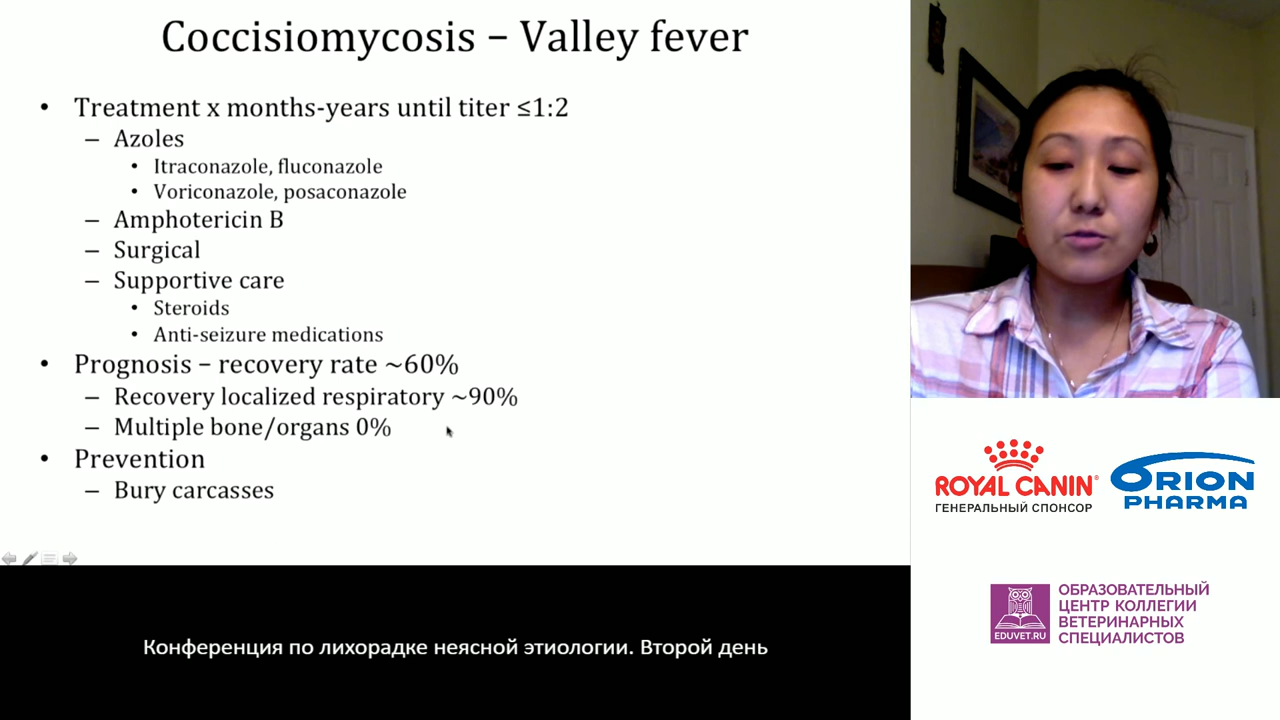 Coccisiomycosis – Valley fever
• Treatment x months-years until titer ≤1:2
– Azoles
• Itraconazole, fluconazole
• Voriconazole, posaconazole
– Amphotericin B
– Surgical
– Supportive care
• Steroids
• Anti-seizure medications
• Prognosis – recovery rate ~60%
– Recovery localized respiratory ~90%
– Multiple bone/organs 0%
• Prevention
– Bury carcasses
ROYAL CANIN®
ГЕНЕРАЛЬНЫЙ СПОНСОР
ORION
PHARMA
EDUVET.RU
ОБРАЗОВАТЕЛЬНЫЙ
ЦЕНТР КОЛЛЕГИИ
ВЕТЕРИНАРНЫХ
СПЕЦИАЛИСТОВ
Конференция по лихорадке неясной этиологии. Второй день